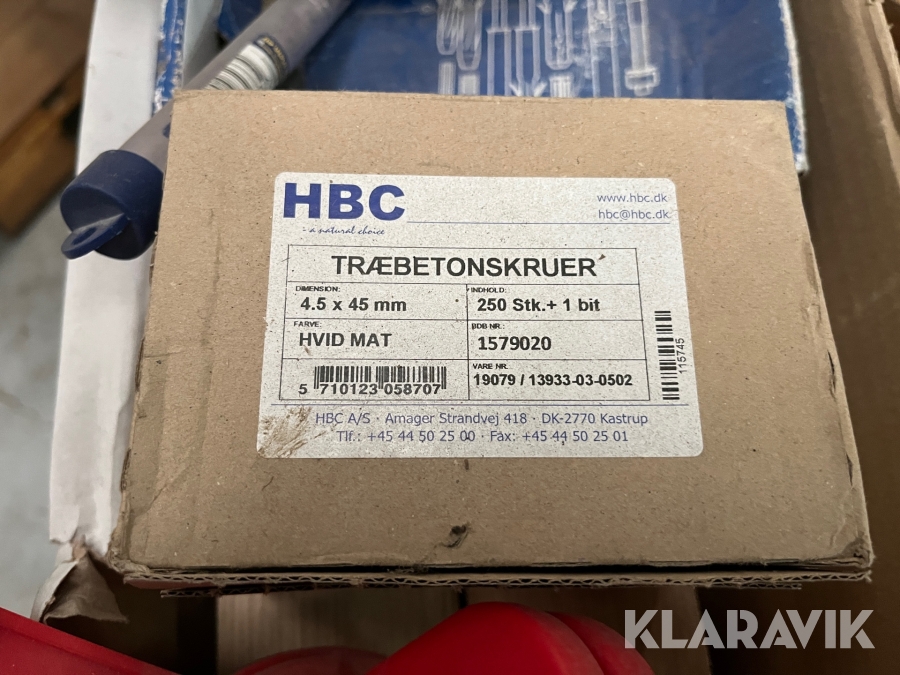 HBC
- a natural choice
www.hbc.dk
hbc@hbc.dk
TRÆBETONSKRUER
DIMENSION:
4.5 x 45 mm
INDHOLD:
250 Stk.+ 1 bit
FARVE:
HVID MAT
BDB NR.:
1579020
5 710123 058707
VARE NR.
19079 / 13933-03-0502
115745
HBC A/S · Amager Strandvej 418 · DK-2770 Kastrup
Tlf.: +45 44 50 25 00 · Fax: +45 44 50 25 01
KLARAVIK